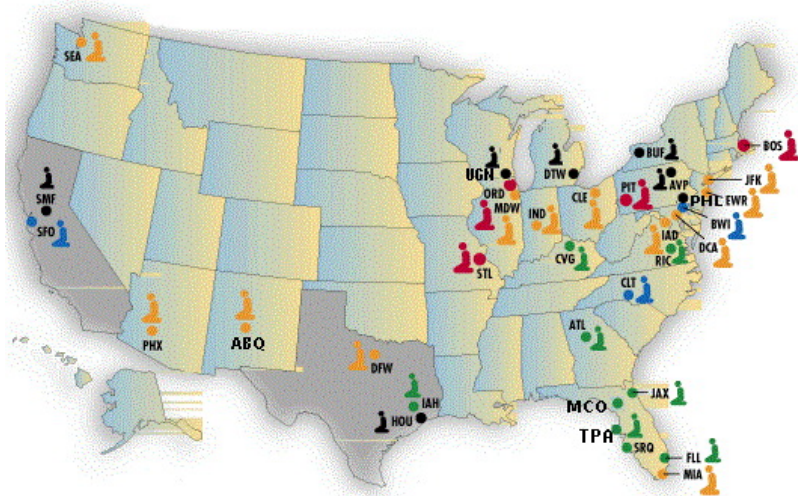 SEA
BUF
BOS
UGN
DTW
AVP
JFK
ORD
CLE
PIT
PHL
EWR
SMF
MDW
IND
BWI
SFO
IAD
DCA
CVG
RIC
STL
CLT
ATL
PHX
ABQ
DFW
IAH
JAX
MCO
HOU
TPA
SRQ
FLL
MIA